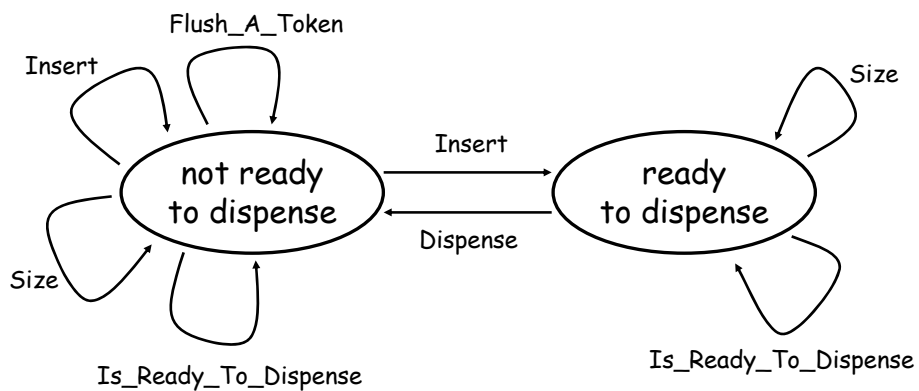 Flush_A_Token
Insert
Size
Insert
not ready
to dispense
ready
to dispense
Dispense
Size
Is_Ready_To_Dispense
Is_Ready_To_Dispense